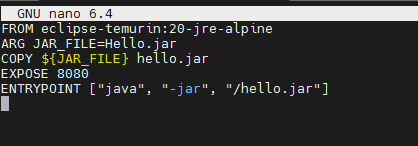 GNU nano 6.4
FROM eclipse-temurin:20-jre-alpine
ARG JAR_FILE=Hello.jar
COPY ${JAR_FILE} hello.jar
EXPOSE 8080
ENTRYPOINT ["java", "-jar", "/hello.jar"]